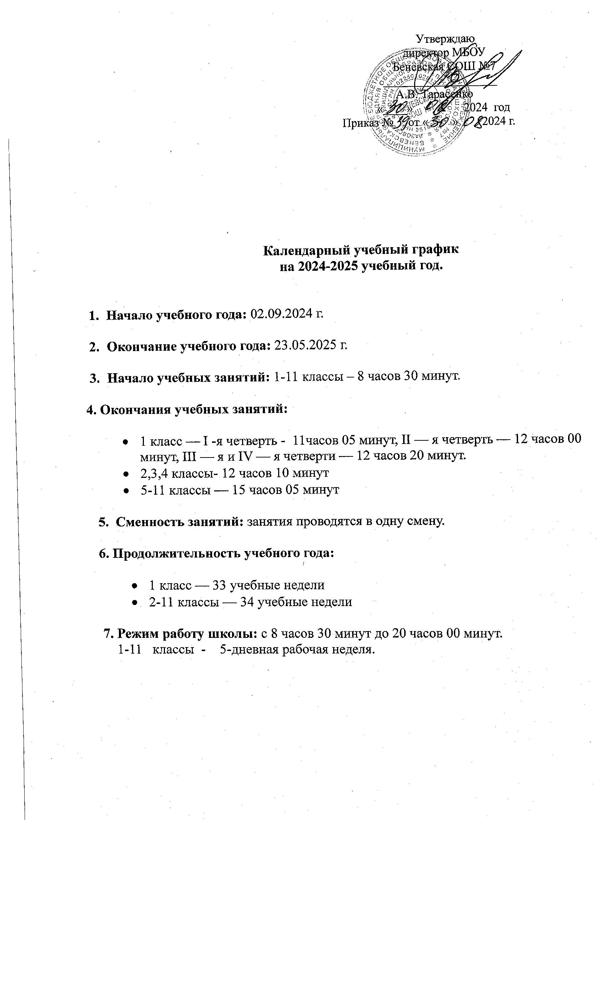 Утверждаю
директор МБОУ
Беневская СОШ №7
А.В. Тарасенко
«30» 08 2024 год
Приказ № 39 от «30» 08 2024 г.
Календарный учебный график
на 2024-2025 учебный год.
1. Начало учебного года: 02.09.2024 г.
2. Окончание учебного года: 23.05.2025 г.
3. Начало учебных занятий: 1-11 классы – 8 часов 30 минут.
4. Окончания учебных занятий:
• 1 класс — I -я четверть - 11часов 05 минут, II — я четверть — 12 часов 00
минут, III — я и IV — я четверти — 12 часов 20 минут.
• 2,3,4 классы- 12 часов 10 минут
• 5-11 классы — 15 часов 05 минут
5. Сменность занятий: занятия проводятся в одну смену.
6. Продолжительность учебного года:
• 1 класс — 33 учебные недели
• 2-11 классы — 34 учебные недели
7. Режим работу школы: с 8 часов 30 минут до 20 часов 00 минут.
1-11 классы - 5-дневная рабочая неделя.